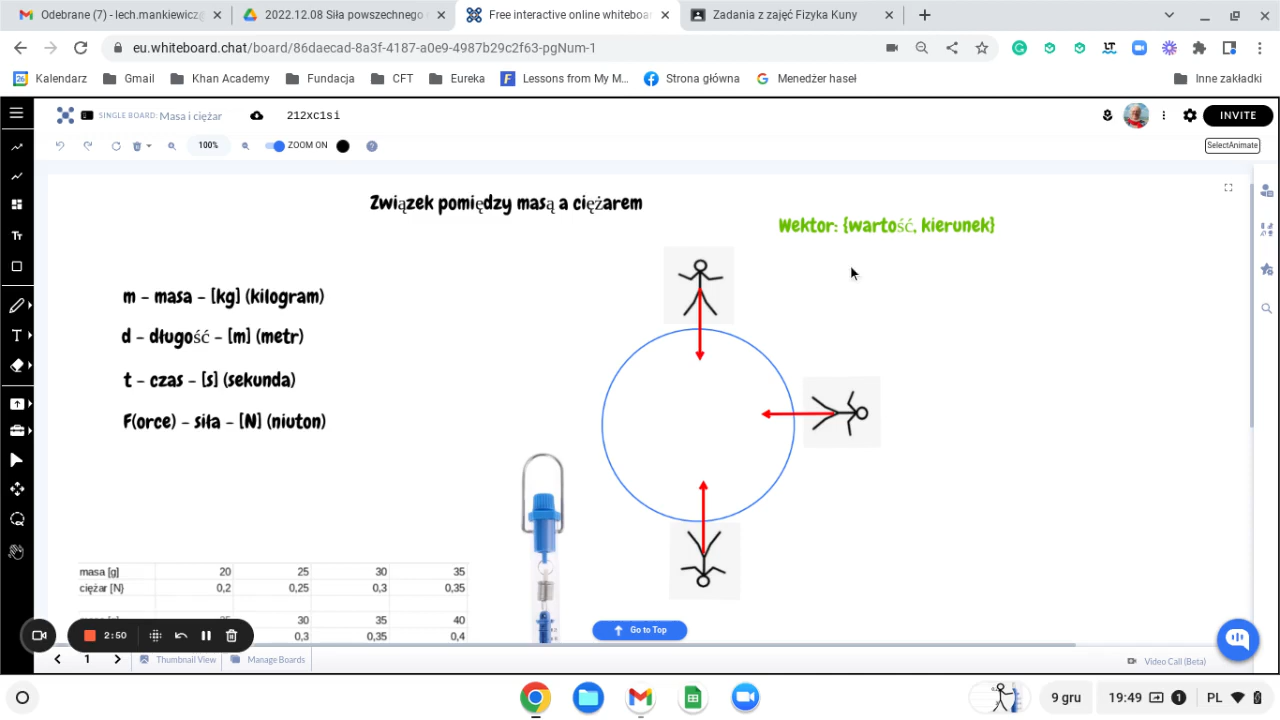 Odebrane (7) - lech.mankiewicz@
2022.12.08 Siła powszechnego
Free interactive online whiteboard
Zadania z zajęć Fizyka Kuny
eu.whiteboard.chat/board/86daecad-8a3f-4187-a0e9-4987b29c2f63-pgNum-1
Kalendarz
Gmail
Khan Academy
Fundacja
CFT
Eureka
Lessons from My M...
Strona główna
Menedżer haseł
Inne zakładki
SINGLE BOARD: Masa i ciężar
212xc1si
INVITE
100%
ZOOM ON
SelectAnimate
Związek pomiędzy masą a ciężarem
Wektor: {wartość, kierunek}
m - masa - [kg] (kilogram)
d - długość - [m] (metr)
t - czas - [s] (sekunda)
F(orce) - siła - [N] (niuton)
masa [g] 20 25 30 35
ciężar [N] 0,2 0,25 0,3 0,35
30 35 40
0,3 0,35 0,4
Go to Top
2:50
1
Thumbnail View
Manage Boards
Video Call (Beta)
9 gru
19:49
1
PL